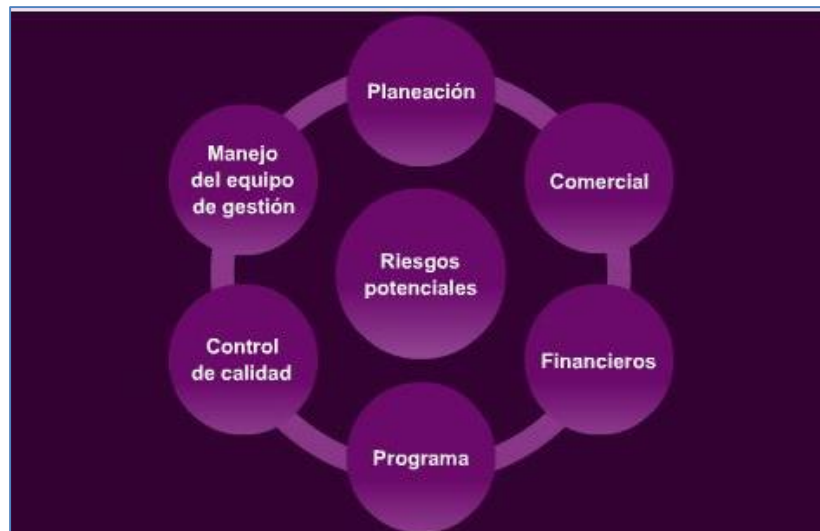 Planeación
Comercial
Financieros
Programa
Control
de calidad
Manejo
del equipo
de gestión
Riesgos
potenciales